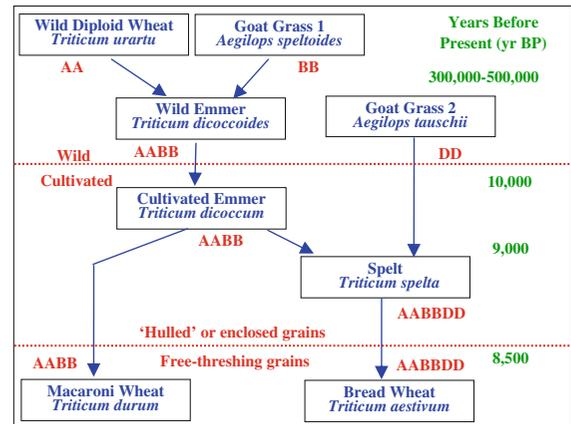 Wild Diploid Wheat
Triticum urartu
Goat Grass 1
Aegilops speltoides
Years Before
Present (yr BP)
AA
BB
300,000-500,000
Wild Emmer
Triticum dicoccoides
Goat Grass 2
Aegilops tauschii
Wild
AABB
DD
Cultivated
10,000
Cultivated Emmer
Triticum dicoccum
AABB
9,000
Spelt
Triticum spelta
AABBDD
‘Hulled’ or enclosed grains
AABB
Free-threshing grains
AABBDD
8,500
Macaroni Wheat
Triticum durum
Bread Wheat
Triticum aestivum